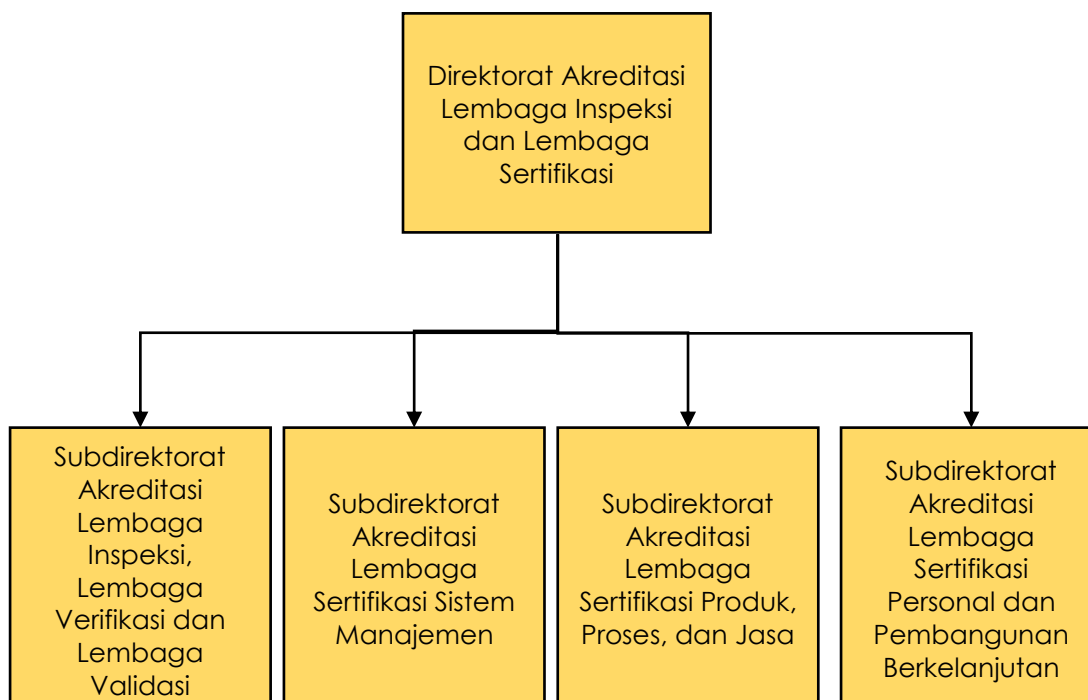 Direktorat Akreditasi
Lembaga Inspeksi
dan Lembaga
Sertifikasi
Subdirektorat
Akreditasi
Lembaga
Inspeksi,
Lembaga
Verifikasi dan
Lembaga
Validasi
Subdirektorat
Akreditasi
Lembaga
Sertifikasi Sistem
Manajemen
Subdirektorat
Akreditasi
Lembaga
Sertifikasi Produk,
Proses, dan Jasa
Subdirektorat
Akreditasi
Lembaga
Sertifikasi
Personal dan
Pembangunan
Berkelanjutan